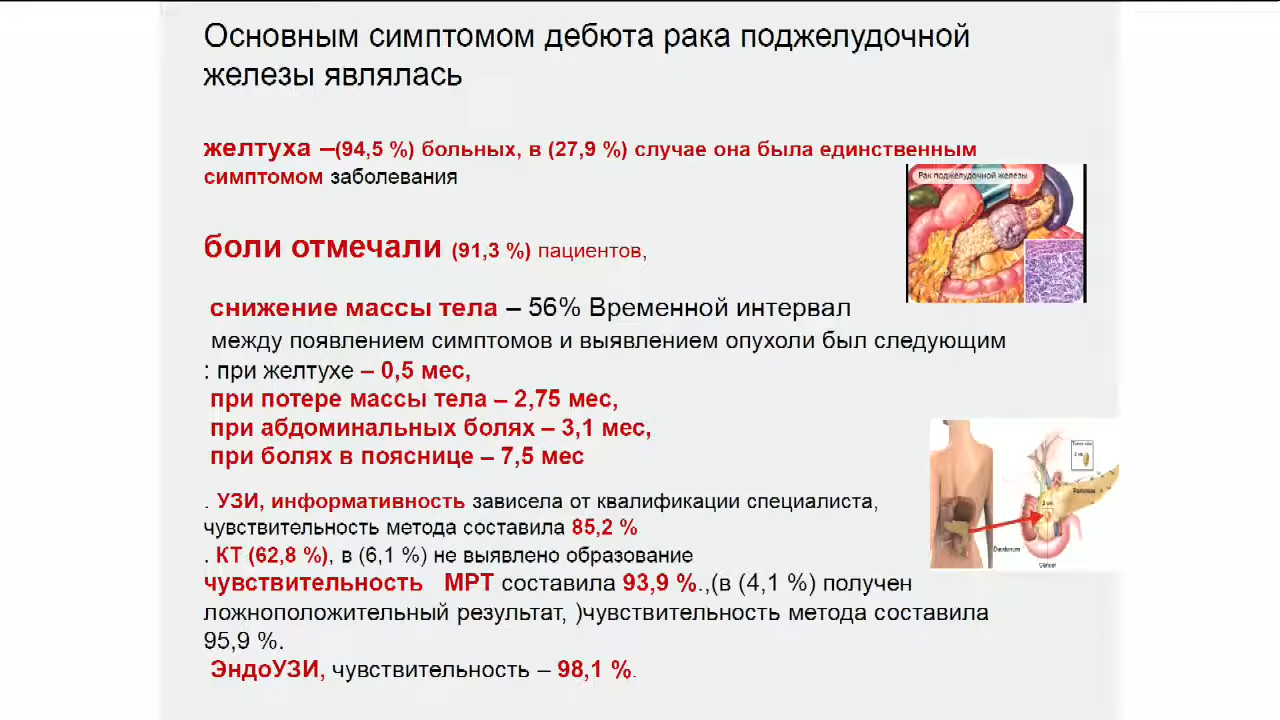 Основным симптомом дебюта рака поджелудочной
железы являлась
желтуха –(94,5 %) больных, в (27,9 %) случае она была единственным
симптомом заболевания
Рак поджелудочной железы
боли отмечали (91,3 %) пациентов,
снижение массы тела – 56% Временной интервал
между появлением симптомов и выявлением опухоли был следующим
: при желтухе – 0,5 мес,
при потере массы тела – 2,75 мес,
при абдоминальных болях – 3,1 мес,
при болях в пояснице – 7,5 мес
Pancreas
Duodenum
Cancer
. УЗИ, информативность зависела от квалификации специалиста,
чувствительность метода составила 85,2 %
. КТ (62,8 %), в (6,1 %) не выявлено образование
чувствительность МРТ составила 93,9 %.,(в (4,1 %) получен
ложноположительный результат, )чувствительность метода составила
95,9 %.
ЭндоУЗИ, чувствительность – 98,1 %.